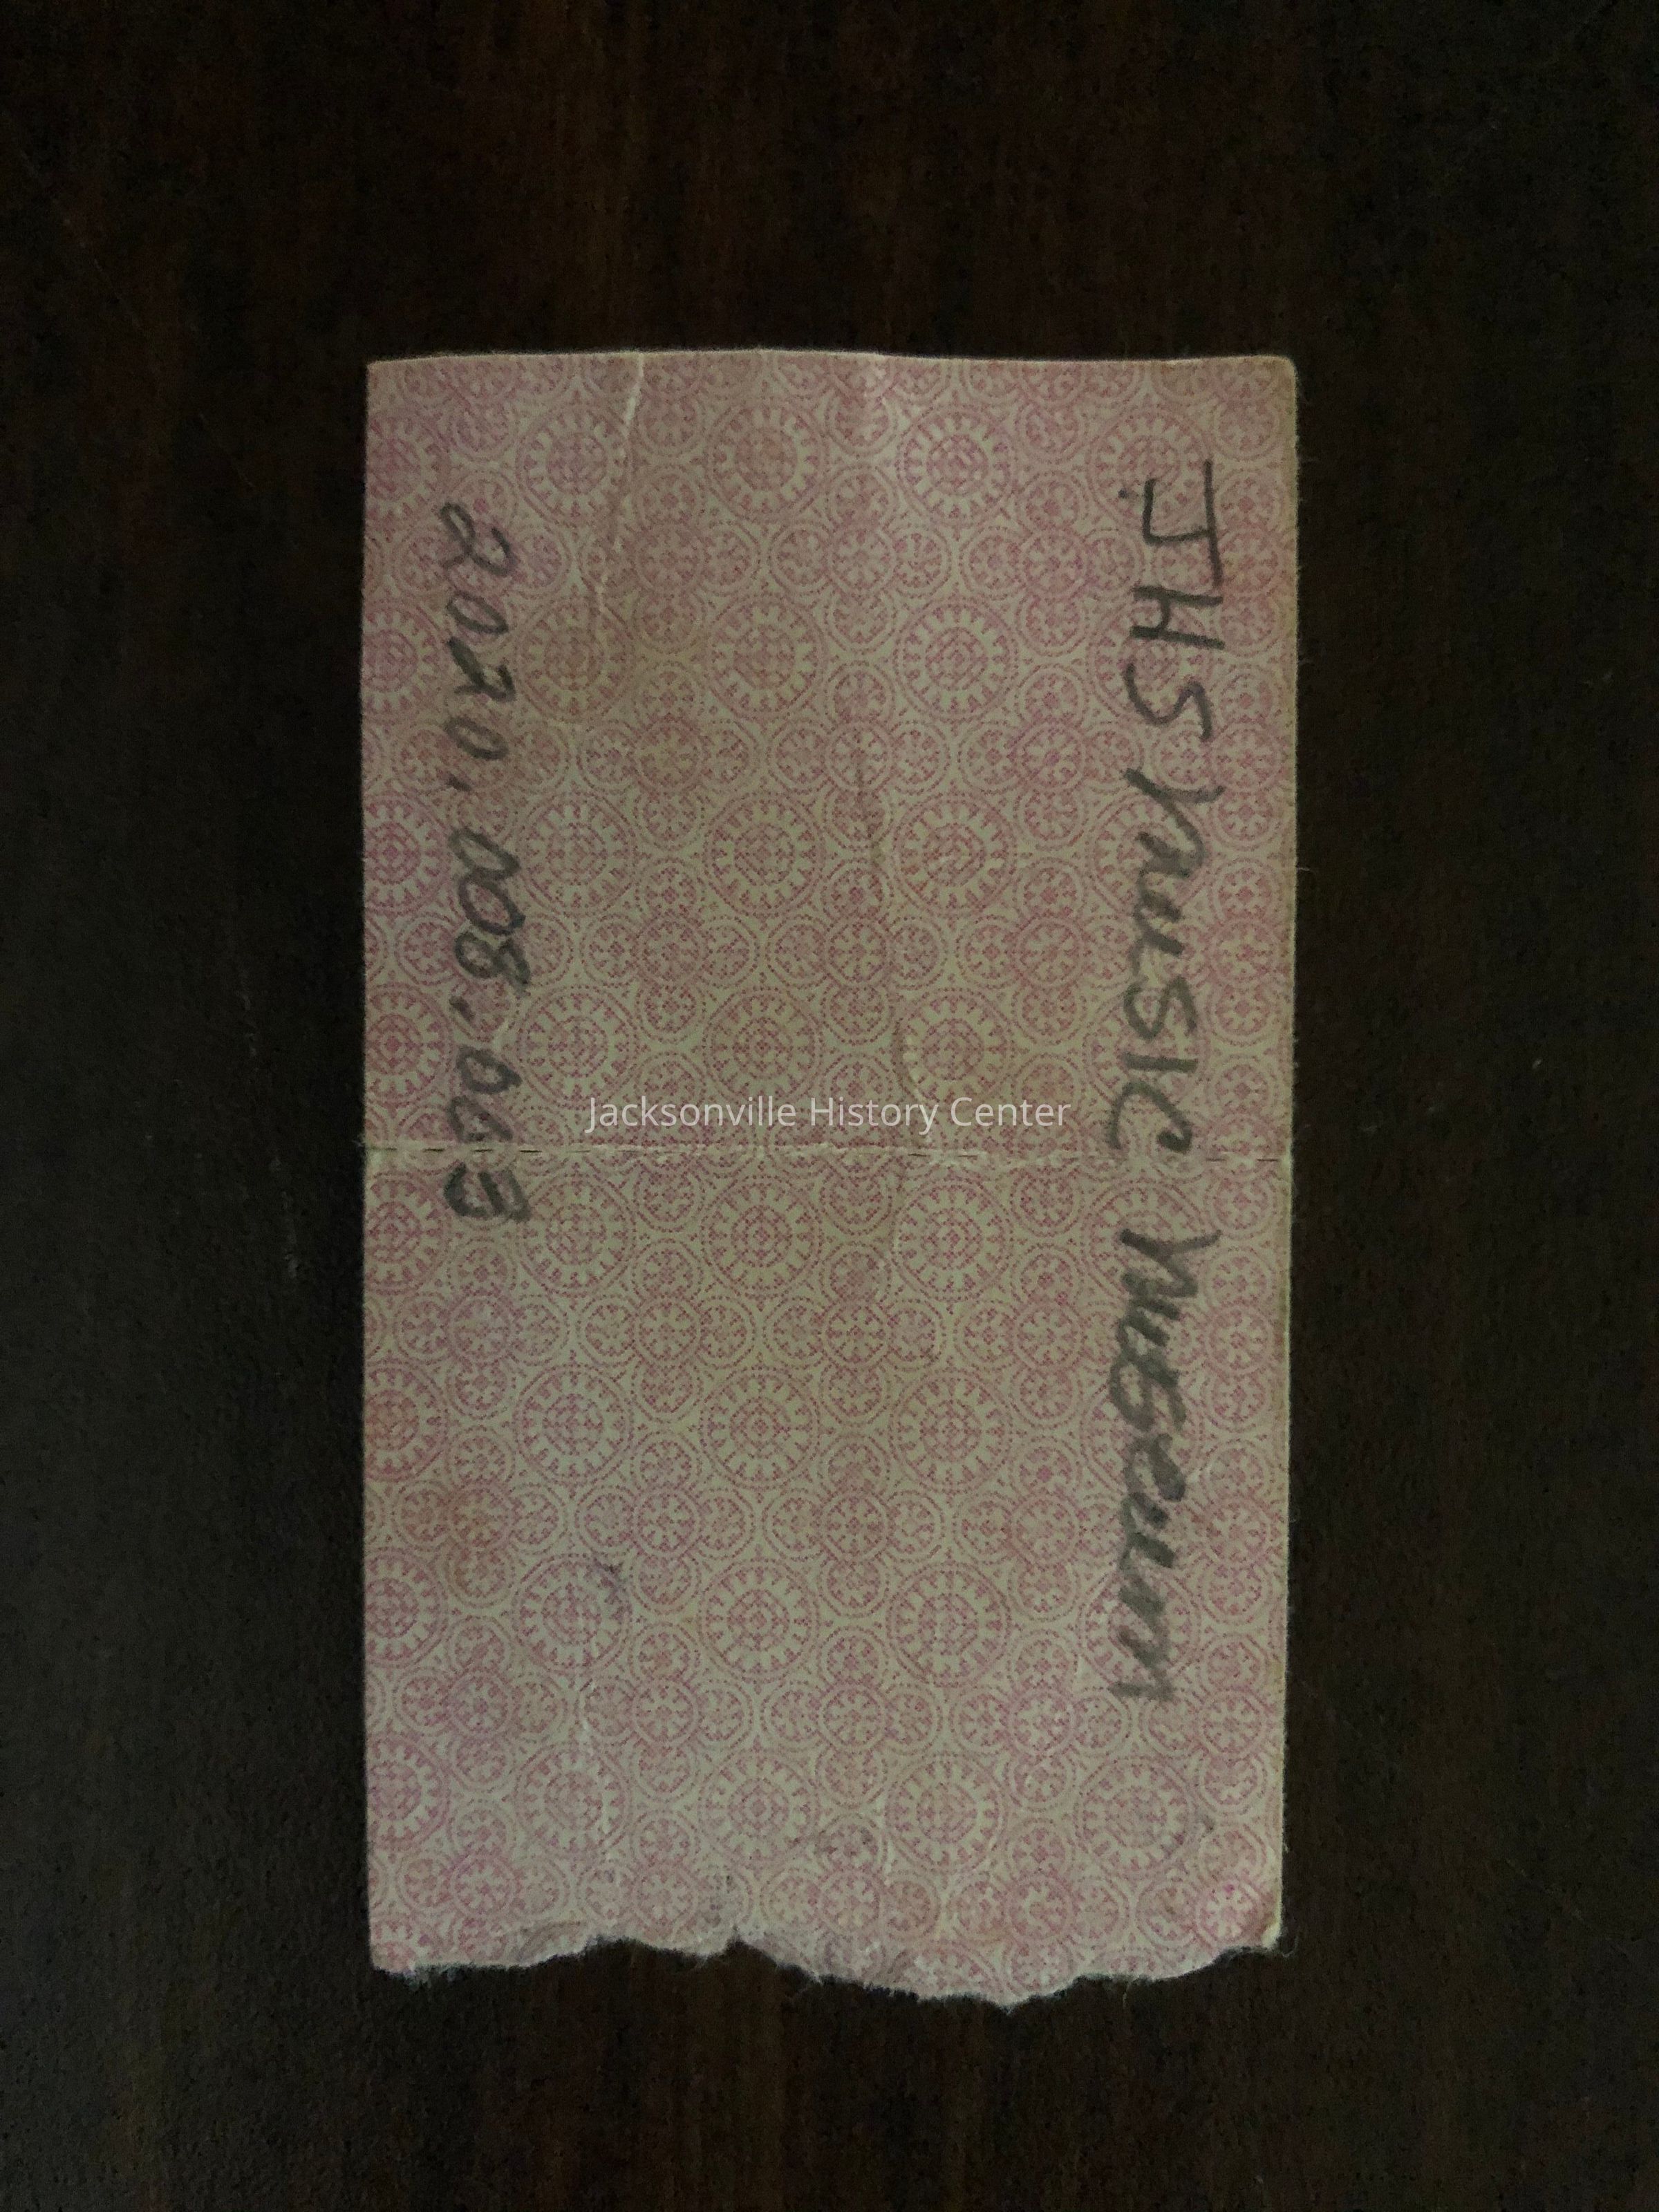 JHS Music Museum
2020.008.003
Jacksonville History Center